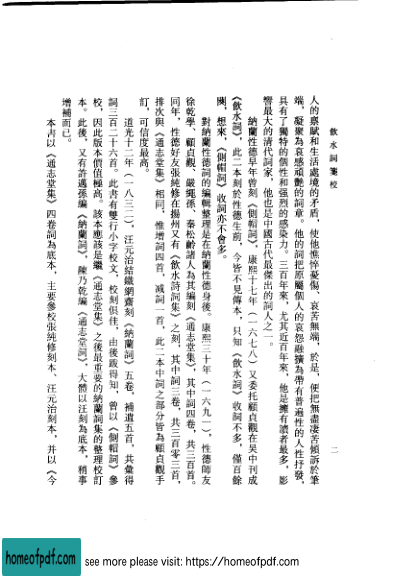 飲水詞箋校
二
人的稟賦和生活處境的矛盾，使他憔悴憂傷、哀苦無端，於是，便把無盡淒苦傾訴於筆
端，凝聚為哀感頑艷的詞章。他的詞把原屬個人的哀怨融擴為帶有普遍性的人性抒發，
具有了獨特的個性和强烈的感染力。三百年來，尤其近百年來，他是擁有讀者最多，影
響最大的清代詞家，他也是中國古代最傑出的詞人之一。
納蘭性德早年曾刻《側帽詞》，康熙十七年（一六七八）又委托顧貞觀在吴中刊成
《飲水詞》，此二本刻於性德生前，今皆不見傳本，只知《飲水詞》收詞不多，僅百餘
闋，想來，《側帽詞》收詞亦不會多。
對納蘭性德詞的編輯整理是在納蘭性德身後。康熙三十年（一六九一），性德師友
徐乾學、顧貞觀、嚴繩孫、秦松齡諸人為其編刻《通志堂集》，其中詞四卷，共三百首。
同年，性德好友張純修在揚州又有《飲水詩詞集》之刻，其中詞三卷，共三百零三首，
排次與《通志堂集》相同，惟增詞四首，減詞一首，此二本中詞之部分皆為顧貞觀手
訂，可信度最高。
道光十二年（一八三二），汪元治結鐵網齋刻《納蘭詞》五卷，補遺五首，共彙得
詞三百二十六首。此書有雙行小字校文，校刻俱佳，由後跋得知，曾以《側帽詞》參
校，因此版本價值極高。該本應該是繼《通志堂集》之後最重要的納蘭詞集的整理校訂
本。此後，又有許邁孫編《納蘭詞》，陳乃乾編《通志堂詞》，大體以汪刻為底本，稍事
增補而已。
本書以《通志堂集》四卷詞為底本，主要參校張純修刻本、汪元治刻本，并以《今
homeofpdf.com
see more please visit: https://homeofpdf.com